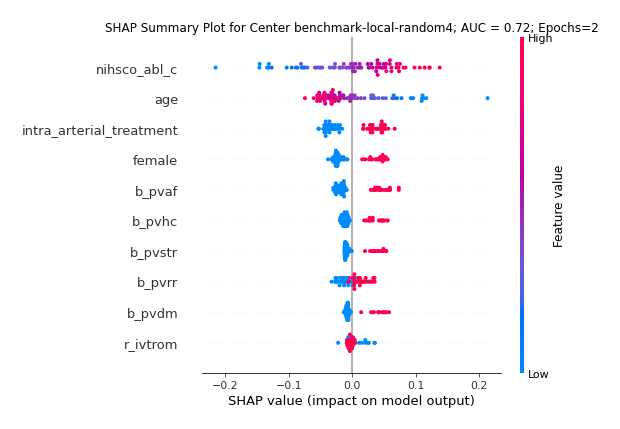 SHAP Summary Plot for Center benchmark-local-random4; AUC = 0.72; Epochs=2
High
nihsco_abl_c
age
intra_arterial_treatment
female
b_pvaf
b_pvhc
b_pvstr
b_pvrr
b_pvdm
r_ivtrom
Feature value
Low
−0.2 −0.1 0.0 0.1 0.2
SHAP value (impact on model output)